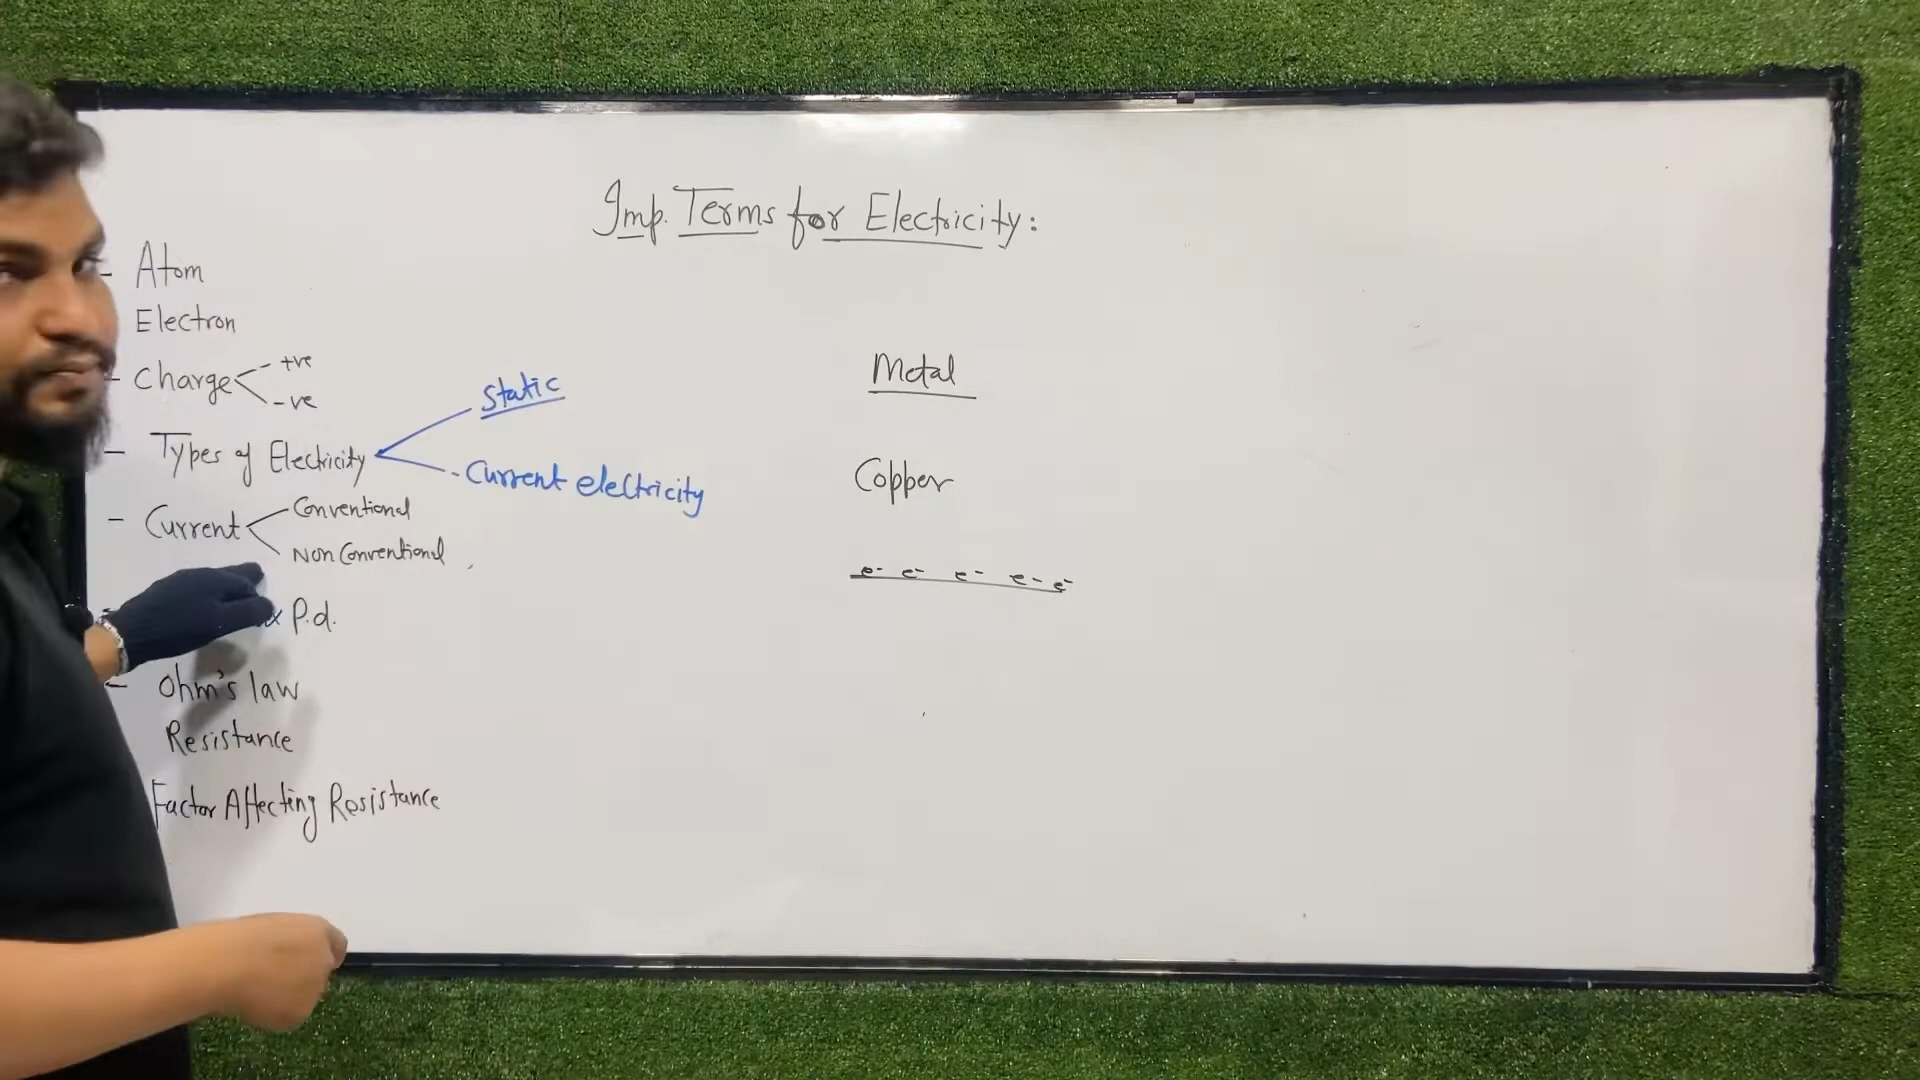 Imp. Terms for Electricity:
- Atom
Electron
- Charge - +ve
- -ve
- Types of Electricity
Static
- Current electricity
- Current
Conventional
Non Conventional
P.d.
- Ohm's law
Resistance
Factor Affecting Resistance
Metal
Copper
e- e- e- e- e-